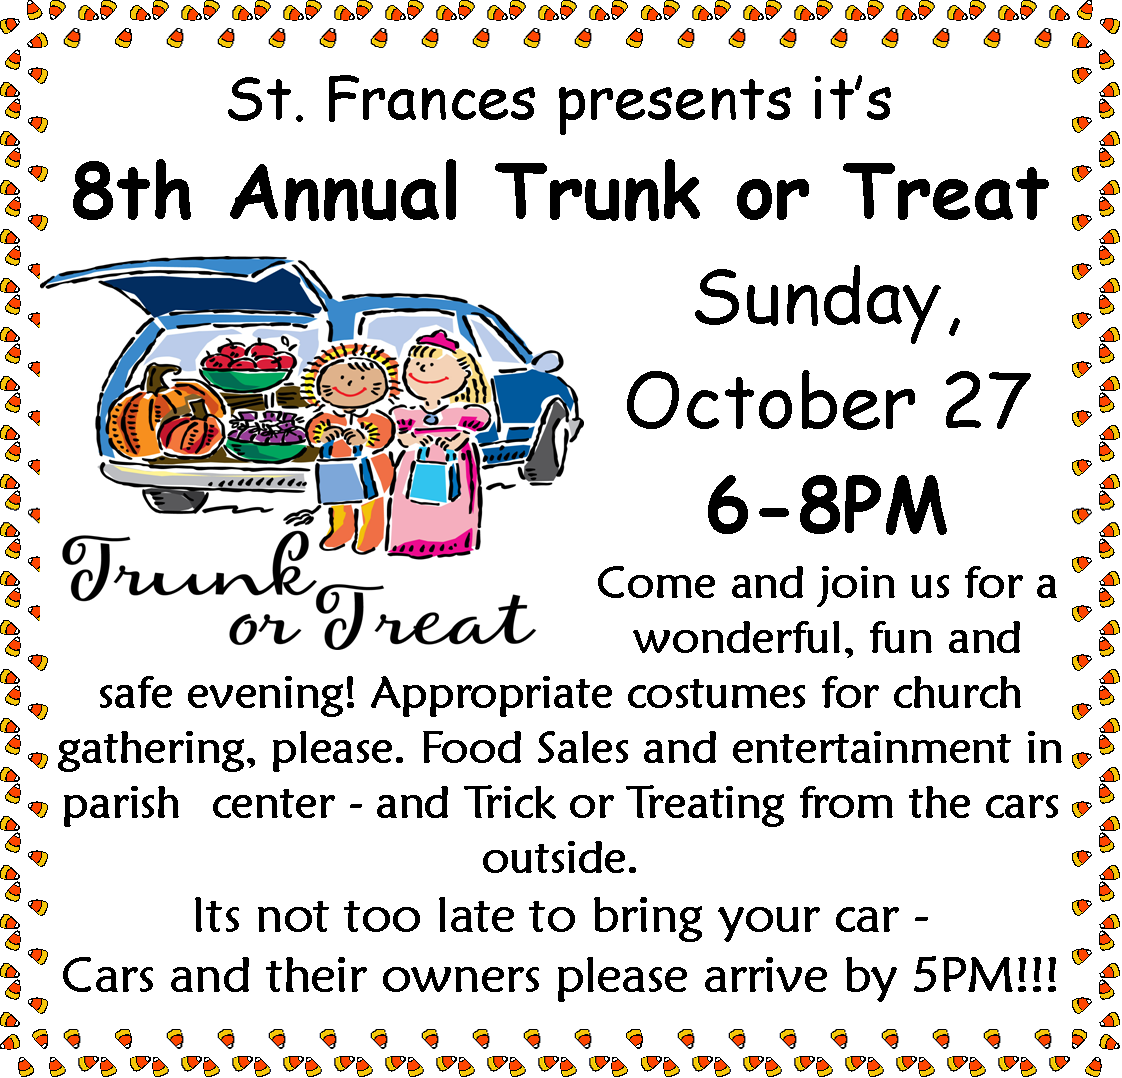 St. Frances presents it’s
8th Annual Trunk or Treat
Sunday,
October 27
6-8PM
Trunk
or Treat
Come and join us for a
wonderful, fun and
safe evening! Appropriate costumes for church
gathering, please. Food Sales and entertainment in
parish  center - and Trick or Treating from the cars
outside.
Its not too late to bring your car -
Cars and their owners please arrive by 5PM!!!